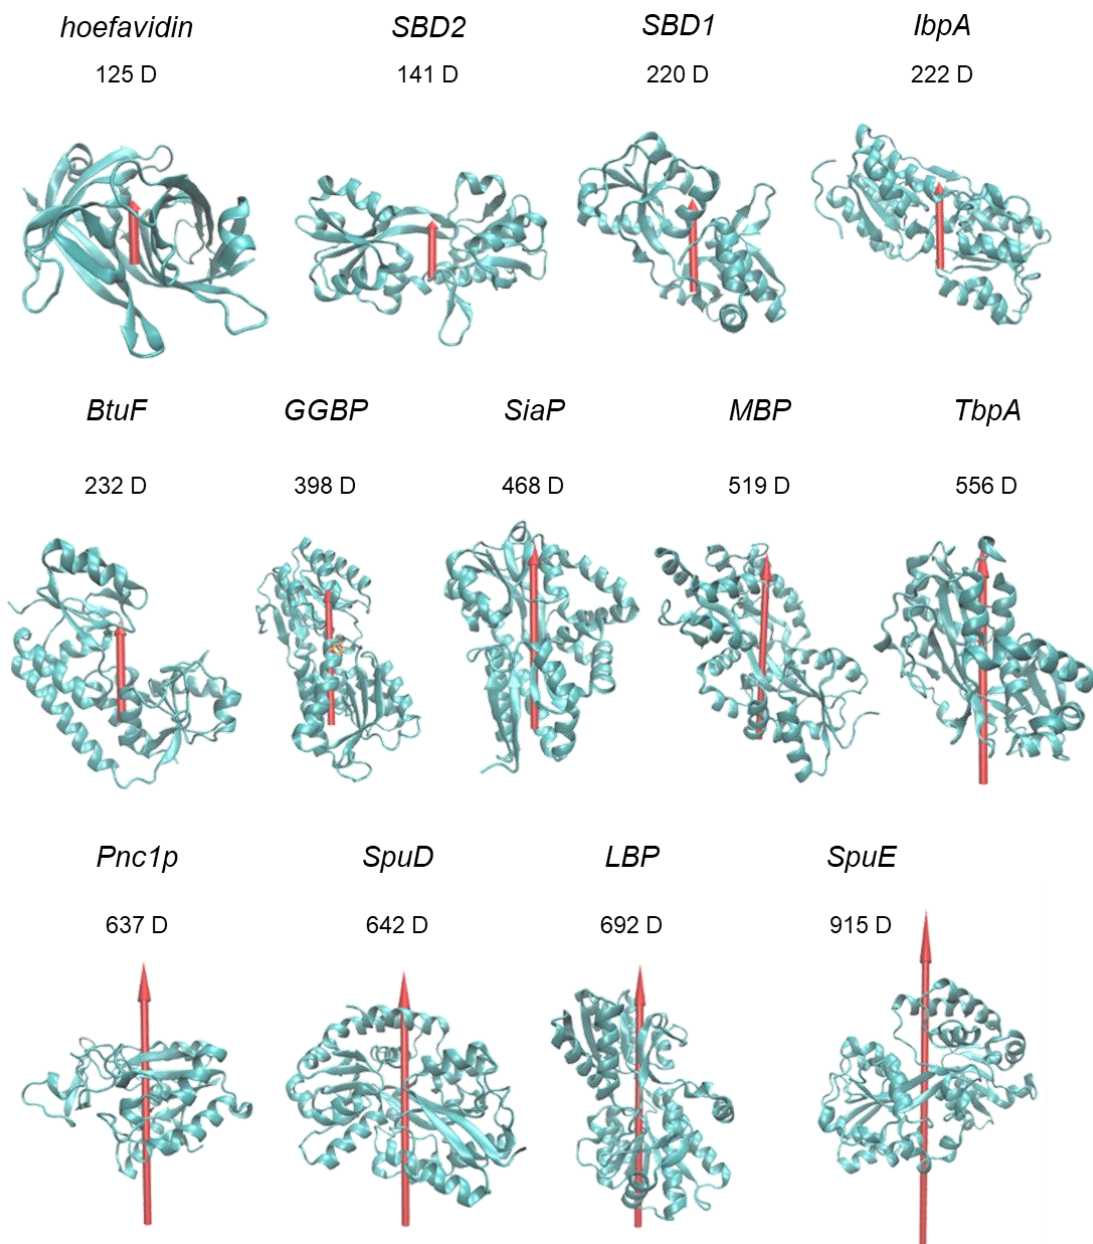 hoefavidin SBD2 SBD1 IbpA
125 D 141 D 220 D 222 D
BtuF GGBP SiaP MBP TbpA
232 D 398 D 468 D 519 D 556 D
Pnc1p SpuD LBP SpuE
637 D 642 D 692 D 915 D